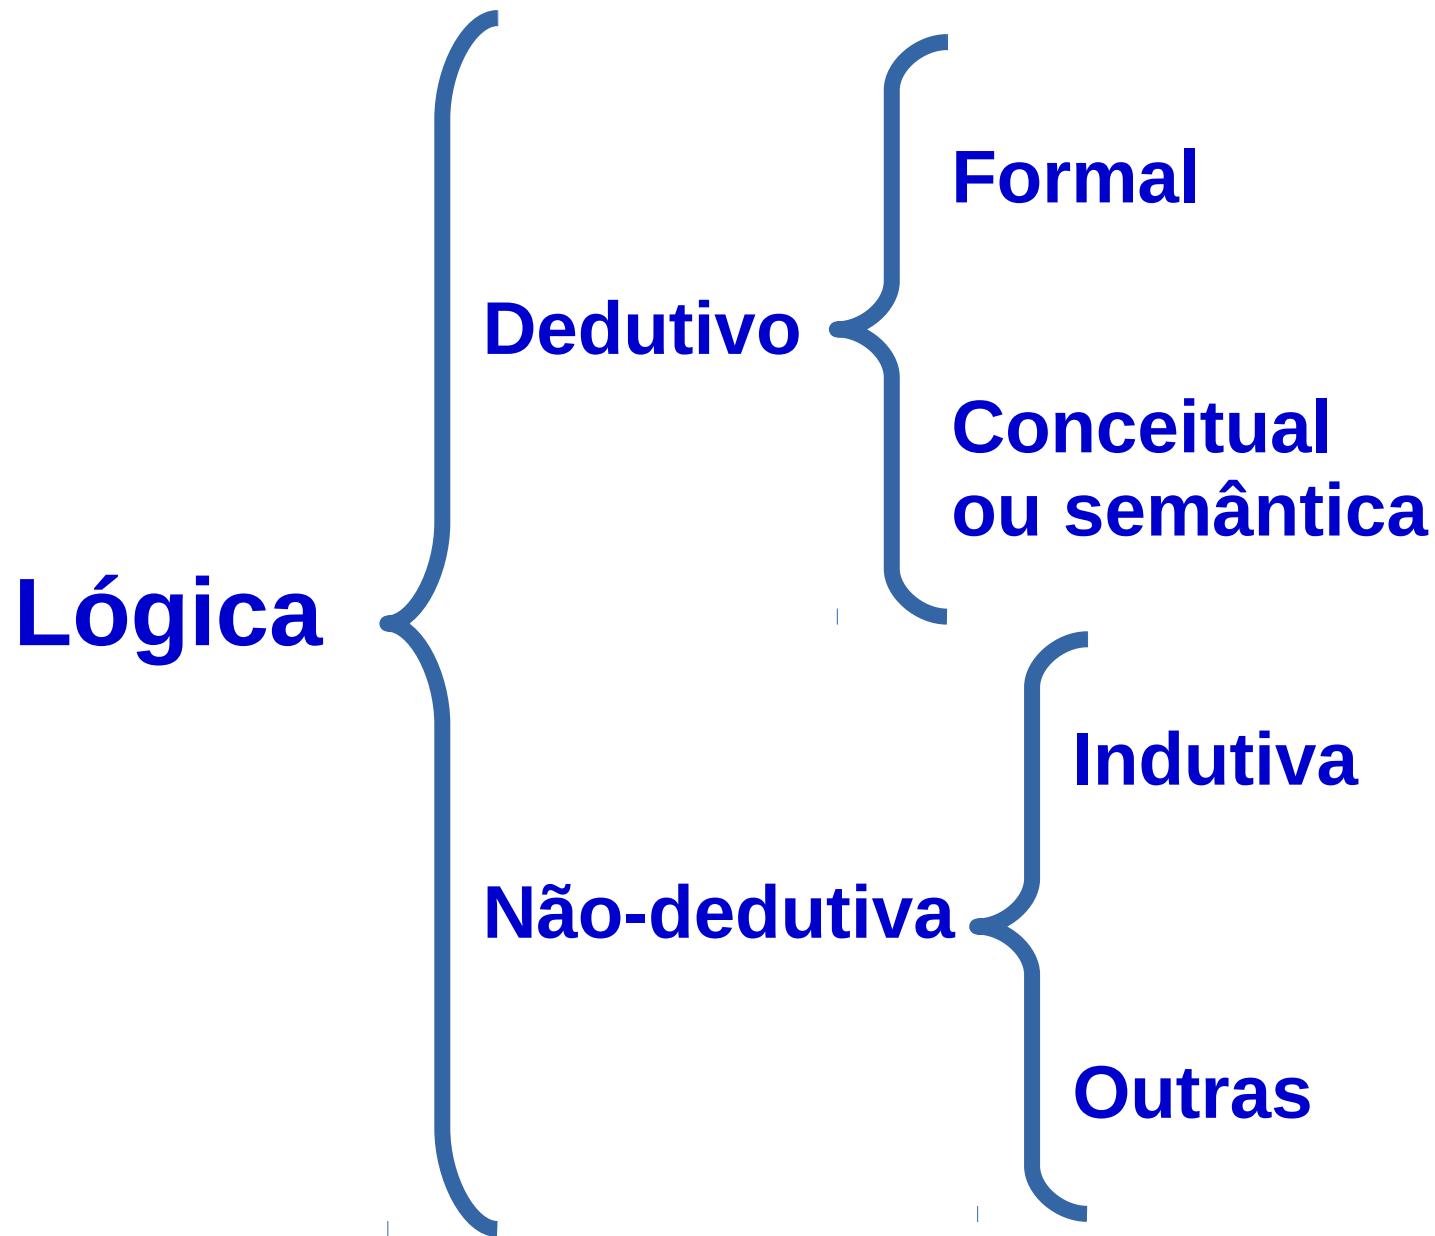 Lógica
Dedutivo
Formal
Conceitual
ou semântica
Não-dedutiva
Indutiva
Outras